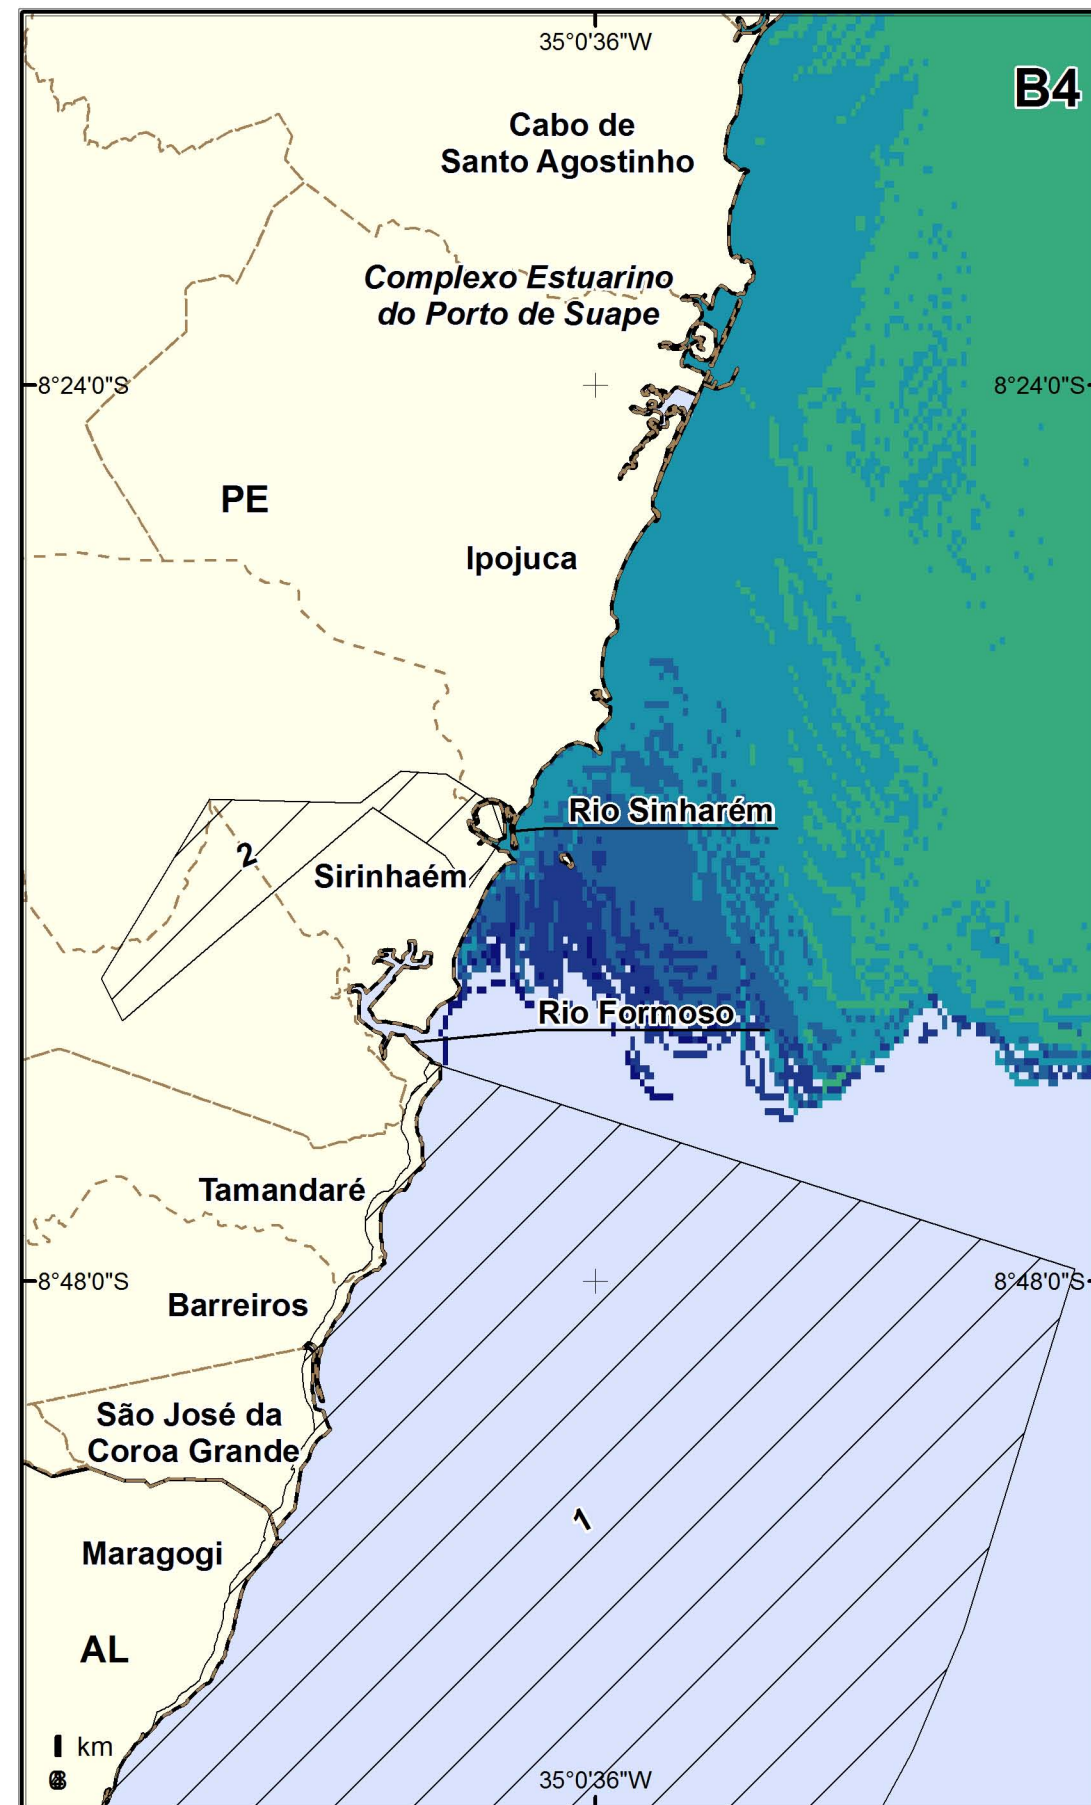 35°0'36"W
B4
Cabo de
Santo Agostinho
Complexo Estuarino
do Porto de Suape
8°24'0"S
8°24'0"S
PE
Ipojuca
Rio Sinharém
2
Sirinhaém
Rio Formoso
Tamandaré
8°48'0"S
8°48'0"S
Barreiros
São José da
Coroa Grande
1
Maragogi
AL
km
35°0'36"W